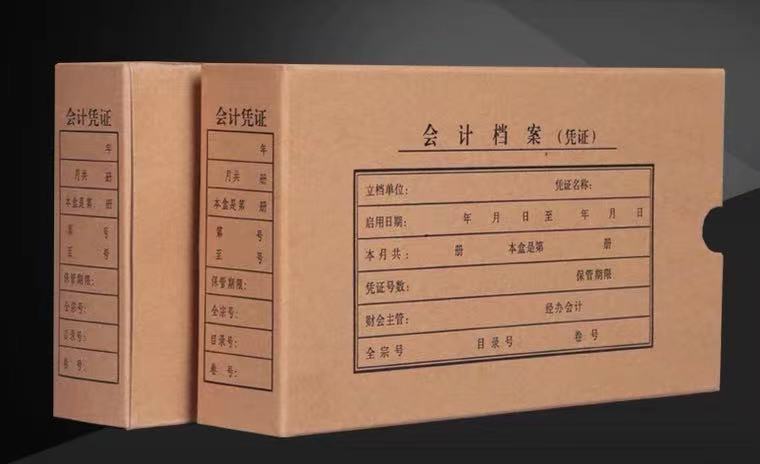 会计凭证
年
月共 册
本盒是第 册
第 号
至 号
保管期限:
全宗号:
目录号:
卷 号:
会计凭证
年
月共 册
本盒是第 册
第 号
至 号
保管期限:
全宗号:
目录号:
卷 号:
会计档案(凭证)
立档单位: 凭证名称:
启用日期: 年 月 日 至 年 月 日
本月共: 册 本盒是第 册
凭证号数: 保管期限
财会主管: 经办会计
全宗号 目录号 卷号